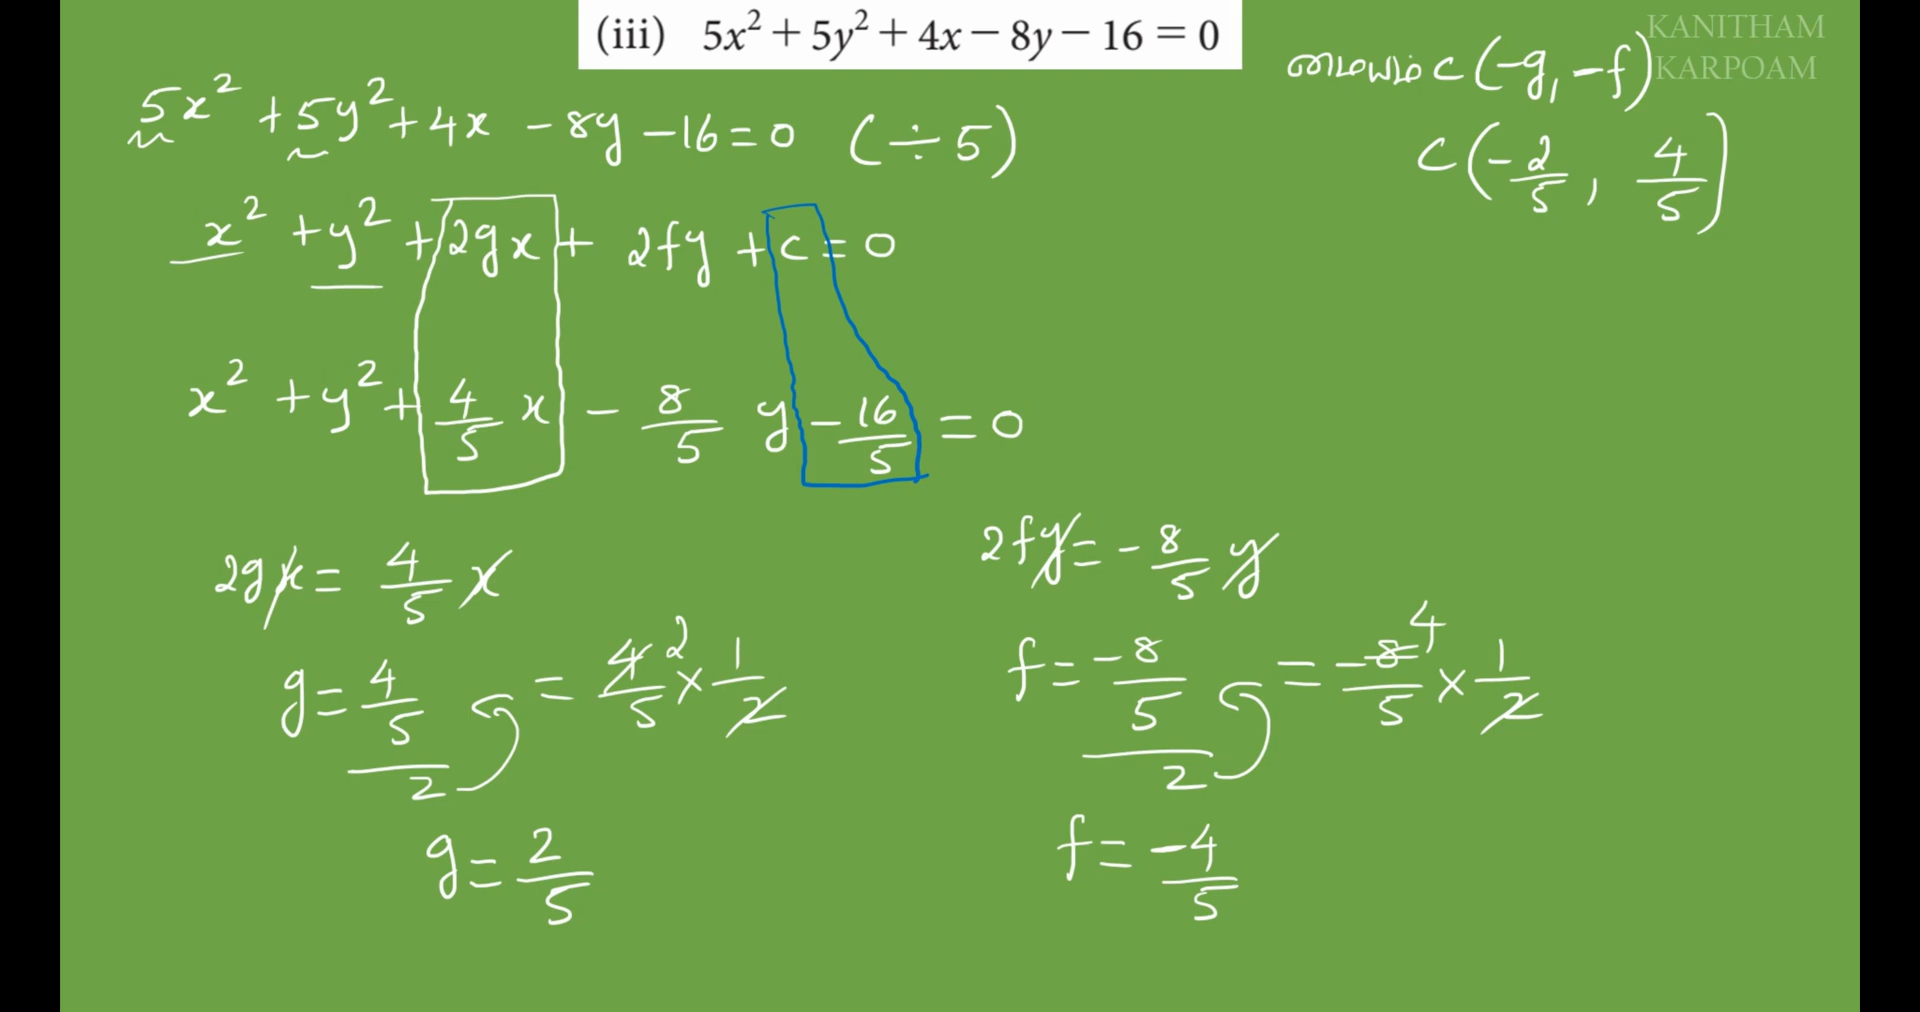 (iii) 5x² + 5y² + 4x − 8y − 16 = 0
KANITHAM
KARPOAM
5x² + 5y² + 4x − 8y − 16 = 0 (÷5)
x² + y² + 2gx + 2fy + c = 0
x² + y² + 4/5 x − 8/5 y − 16/5 = 0
2gx = 4/5 x
g = 4/5/2 = 4/5 2 × 1/2
g = 2/5
2fy = −8/5 y
f = −8/5/2 = −8/5 4 × 1/2
f = −4/5
மையம் C(−g, −f)
C(−2/5, 4/5)